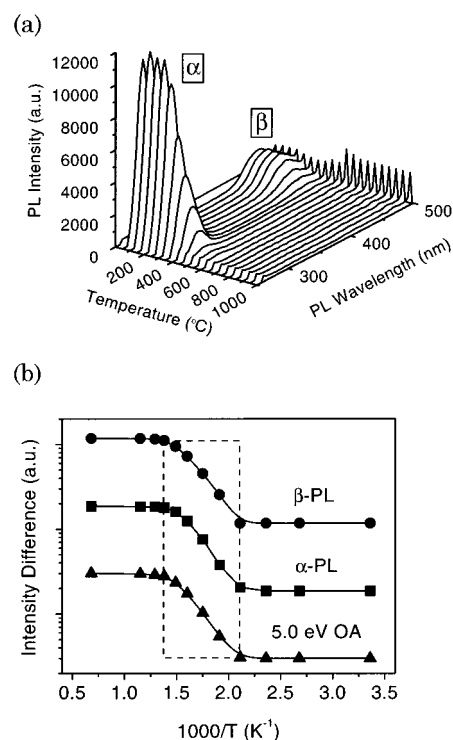 (a)
α
β
12000
10000
8000
6000
4000
2000
0
PL Intensity (a.u.)
200
400
600
800
1000
Temperature (°C)
300
400
500
PL Wavelength (nm)
(b)
Intensity Difference (a.u.)
β-PL
α-PL
5.0 eV OA
0.5 1.0 1.5 2.0 2.5 3.0 3.5
1000/T (K⁻¹)